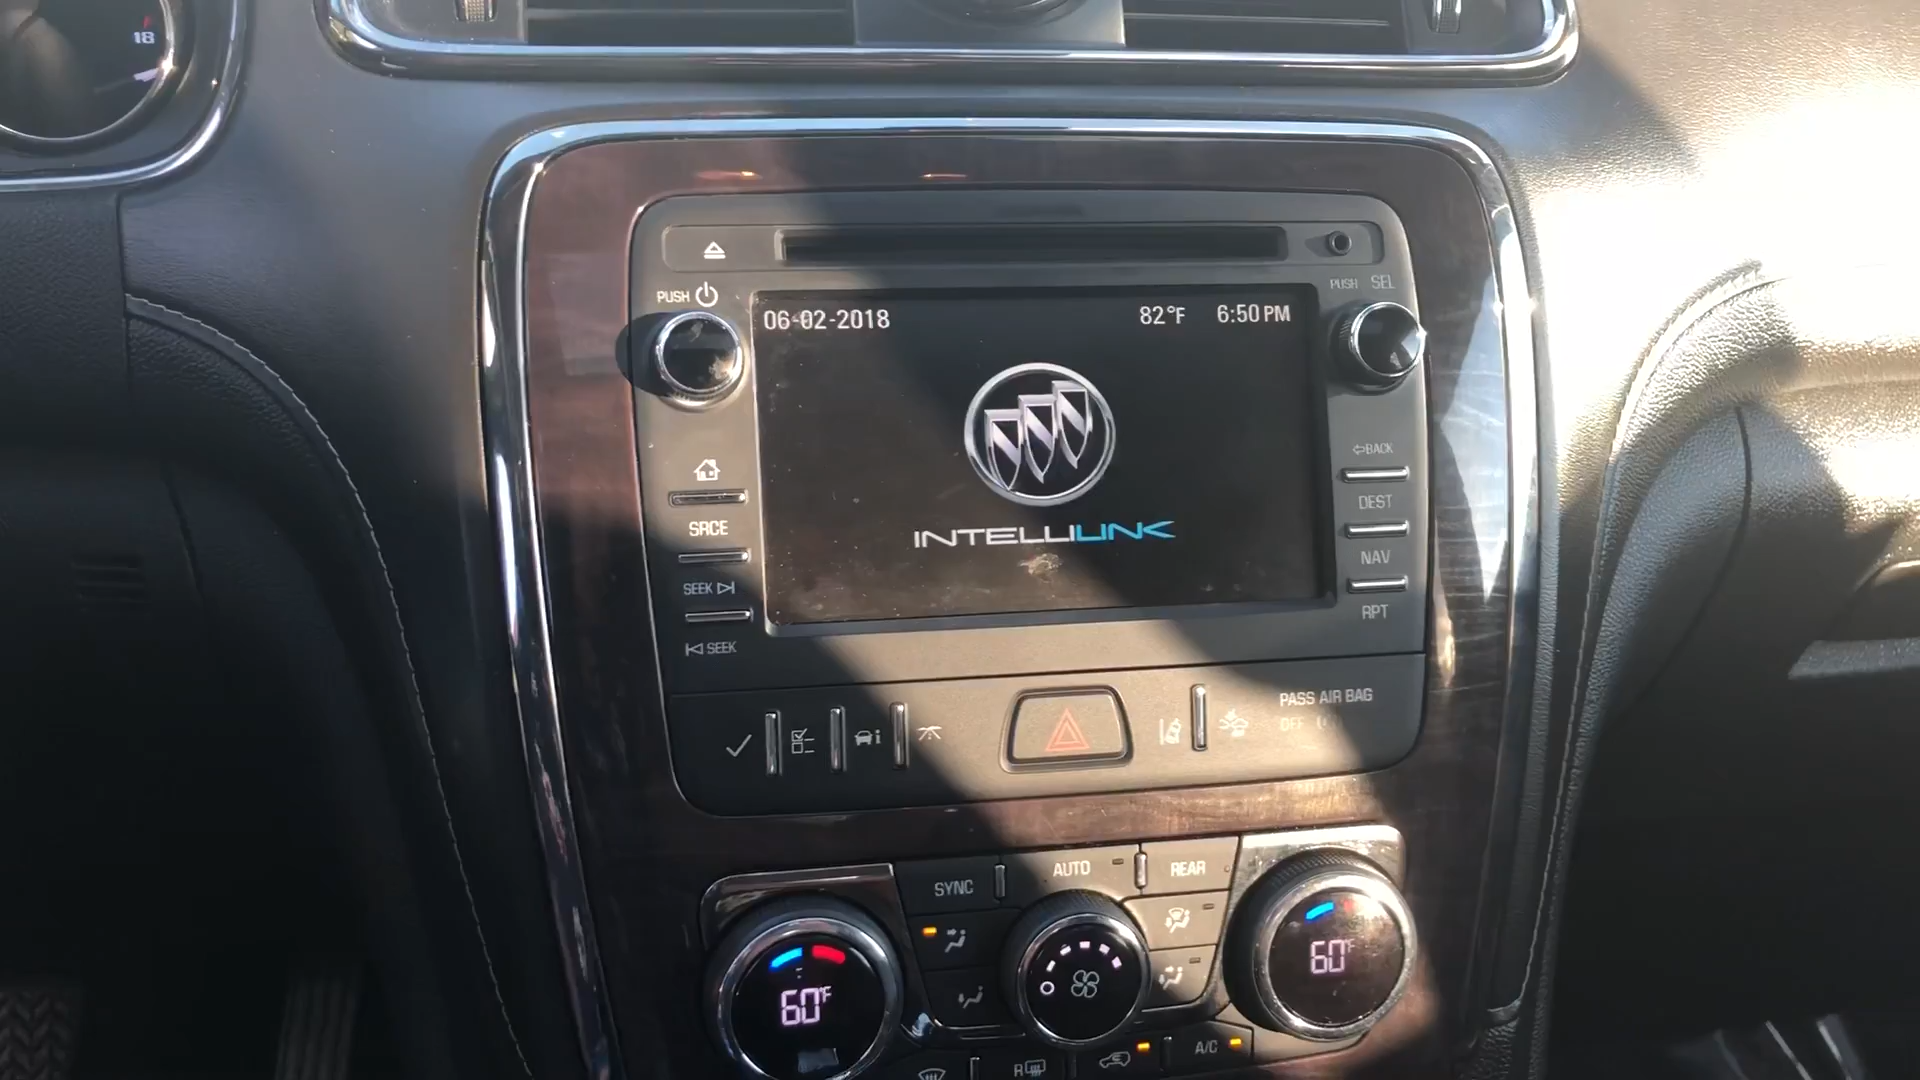 18
PUSH
PUSH SEL
06-02-2018 82°F 6:50 PM
BACK
SRCE
DEST
SEEK
NAV
SEEK
RPT
INTELLILINK
PASS AIR BAG
OFF
SYNC
AUTO
REAR
60°F
60°F
R
A/C